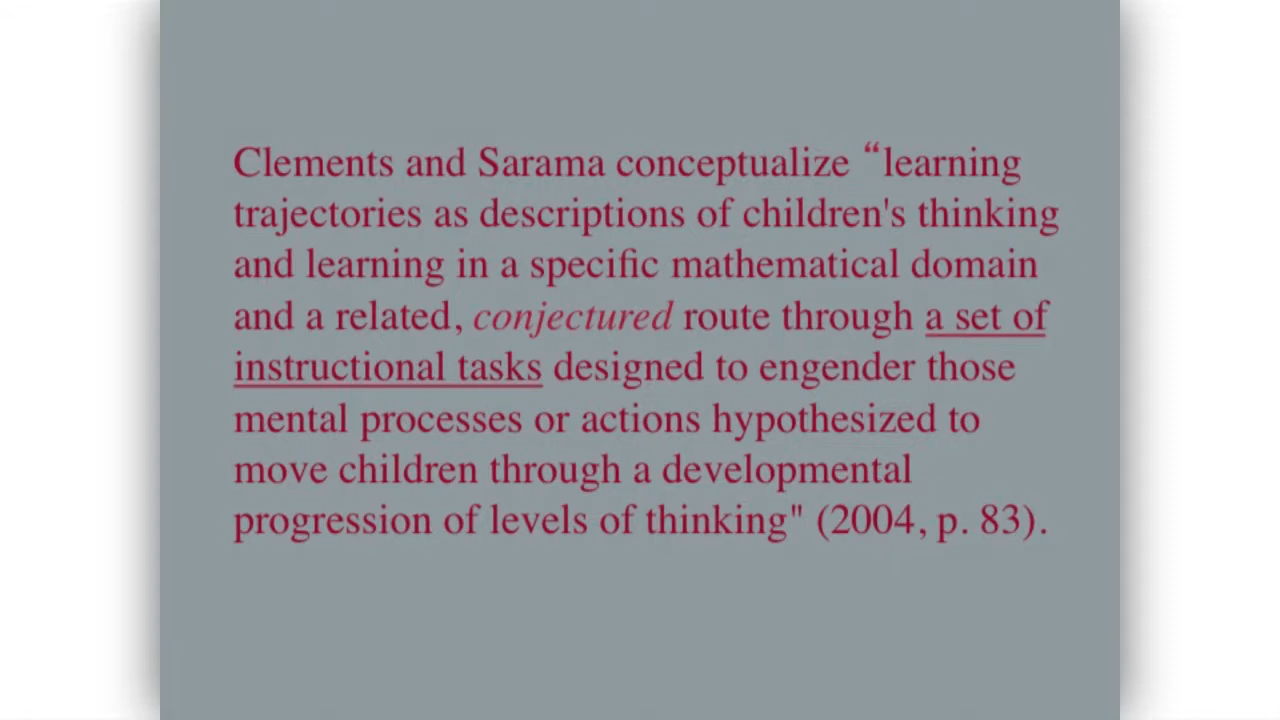 Clements and Sarama conceptualize “learning
trajectories as descriptions of children's thinking
and learning in a specific mathematical domain
and a related, conjectured route through a set of
instructional tasks designed to engender those
mental processes or actions hypothesized to
move children through a developmental
progression of levels of thinking" (2004, p. 83).